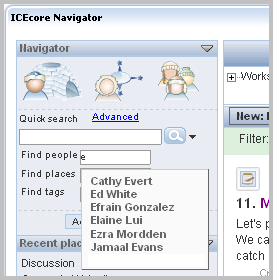 ICEcore Navigator
Navigator
Works
Quick search Advanced
New:
Filter:
Find people e
Find places
Find tags
Cathy Evert
Ed White
Efrain Gonzalez
Elaine Lui
Ezra Mordden
Jamaal Evans
11. M
Let's p
We ca
catch
Recent plac
Discussion